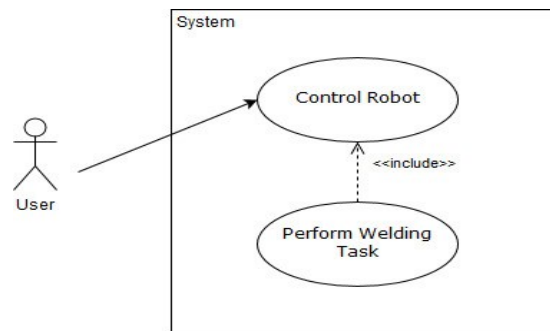 System
Control Robot
<<include>>
User
Perform Welding
Task